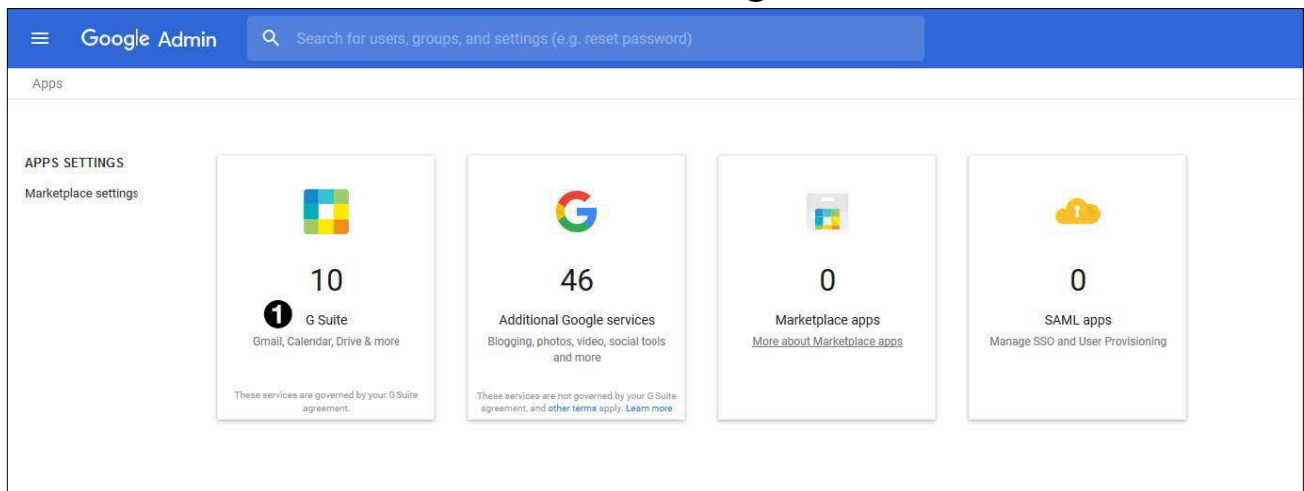 Google Admin
Search for users, groups, and settings (e.g. reset password)
Apps
APPS SETTINGS
Marketplace settings
10
1
G Suite
Gmail, Calendar, Drive & more
These services are governed by your G Suite
agreement.
46
Additional Google services
Blogging, photos, video, social tools
and more
These services are not governed by your G Suite
agreement, and other terms apply. Learn more
0
Marketplace apps
More about Marketplace apps
0
SAML apps
Manage SSO and User Provisioning